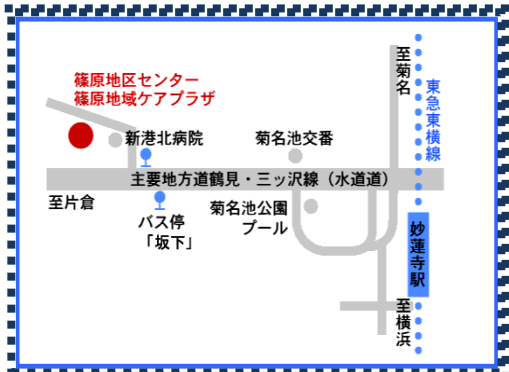 篠原地区センター
篠原地域ケアプラザ
至菊名
東急東横線
新港北病院
菊名池交番
主要地方道鶴見・三ッ沢線（水道道）
至片倉
バス停
「坂下」
菊名池公園
プール
妙蓮寺駅
至横浜